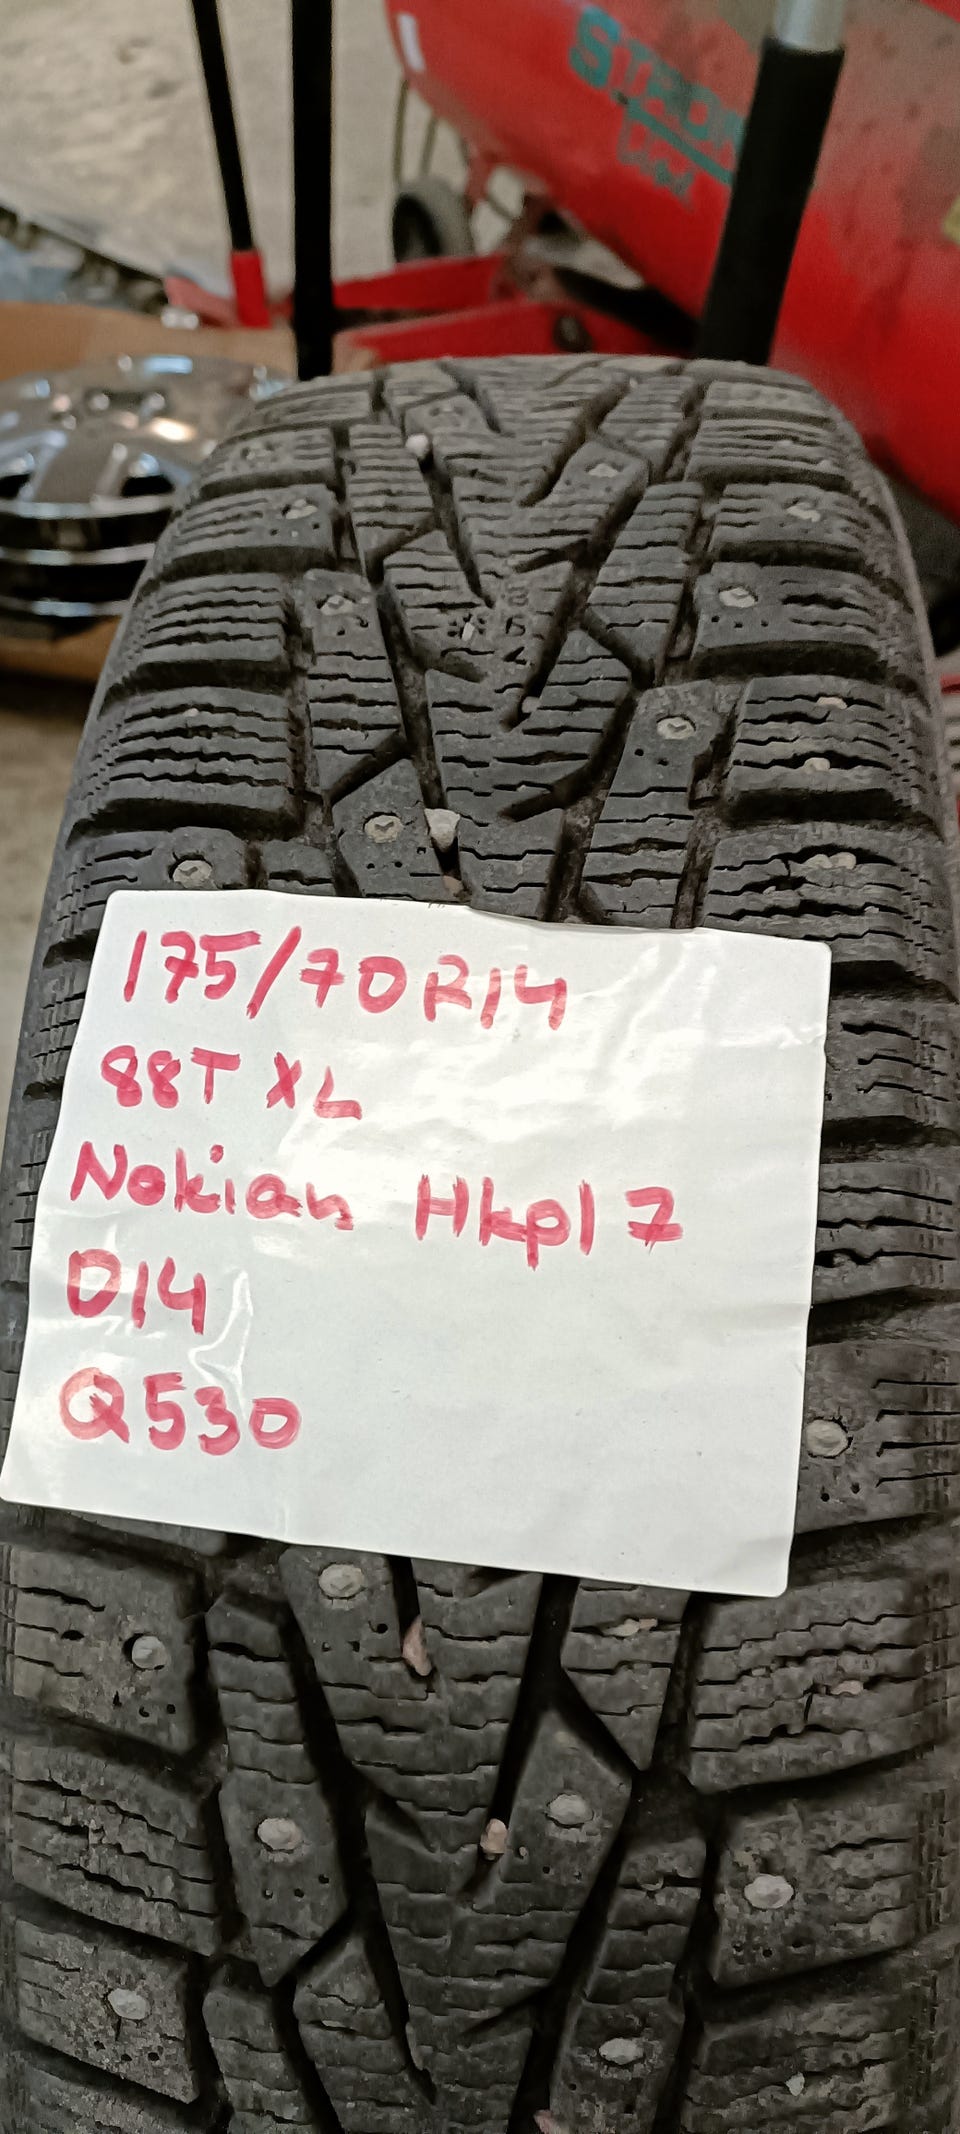 175/70R14
88T XL
Nokian Hkpl 7
D14
Q530